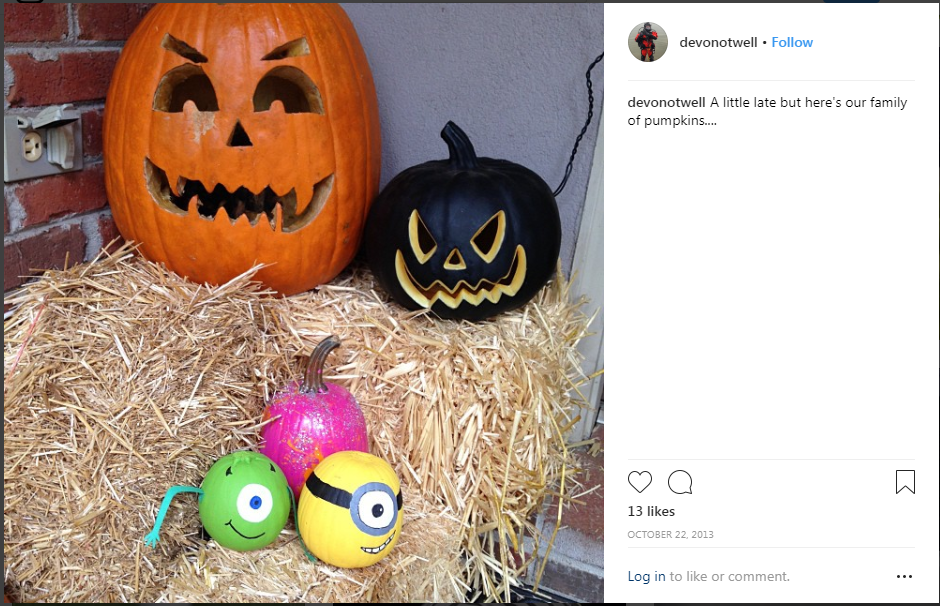 devonotwell • Follow
devonotwell A little late but here's our family
of pumpkins....
13 likes
OCTOBER 22, 2013
Log in to like or comment.